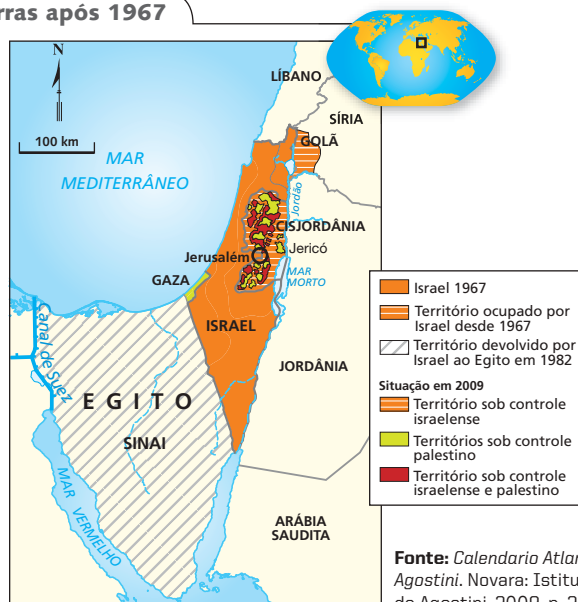 rras após 1967
N
100 km
LÍBANO
SÍRIA
GOLÃ
MAR
MEDITERRÂNEO
Jordão
CISJORDÂNIA
Jerusalém
Jericó
GAZA
MAR
MORTO
ISRAEL
Canal de Suez
EGITO
SINAI
JORDÂNIA
MAR VERMELHO
ARÁBIA
SAUDITA
Israel 1967
Território ocupado por
Israel desde 1967
Território devolvido por
Israel ao Egito em 1982
Situação em 2009
Território sob controle
israelense
Territórios sob controle
palestino
Território sob controle
israelense e palestino
Fonte: Calendario Atlan
Agostini. Novara: Istitu